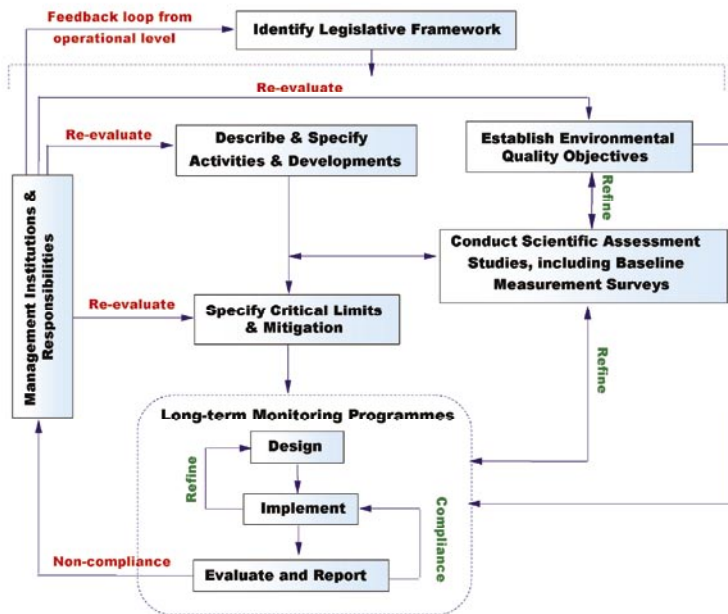 Feedback loop from
operational level
Identify Legislative Framework
Re-evaluate
Re-evaluate
Describe & Specify
Activities & Developments
Establish Environmental
Quality Objectives
Refine
Management Institutions &
Responsibilities
Conduct Scientific Assessment
Studies, including Baseline
Measurement Surveys
Re-evaluate
Specify Critical Limits
& Mitigation
Refine
Long-term Monitoring Programmes
Design
Refine
Implement
Compliance
Non-compliance
Evaluate and Report